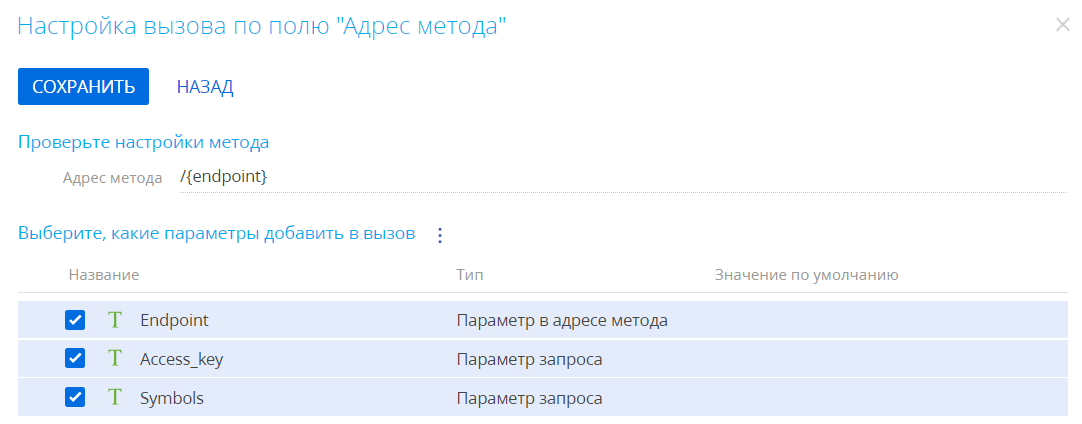 Настройка вызова по полю "Адрес метода"
СОХРАНИТЬ НАЗАД
Проверьте настройки метода
Адрес метода /{endpoint}
Выберите, какие параметры добавить в вызов
Название Тип Значение по умолчанию
T Endpoint Параметр в адресе метода
T Access_key Параметр запроса
T Symbols Параметр запроса